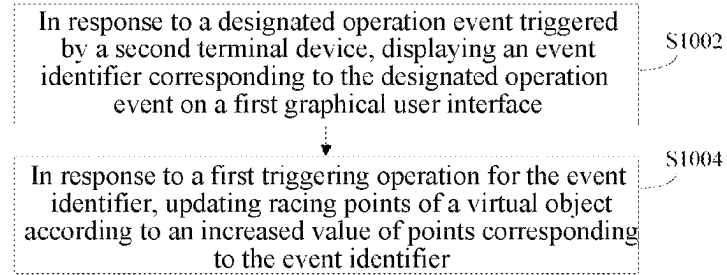 In response to a designated operation event triggered
by a second terminal device, displaying an event
identifier corresponding to the designated operation
event on a first graphical user interface
S1002
In response to a first triggering operation for the event
identifier, updating racing points of a virtual object
according to an increased value of points corresponding
to the event identifier
S1004